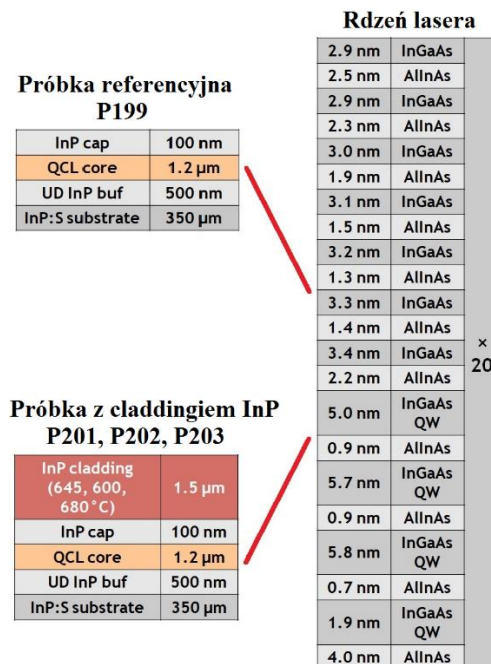 Rdzeń lasera
Próbka referencyjna
P199
InP cap 100 nm
QCL core 1.2 µm
UD InP buf 500 nm
InP:S substrate 350 µm
Próbka z claddingiem InP
P201, P202, P203
InP cladding
(645, 600,
680°C) 1.5 µm
InP cap 100 nm
QCL core 1.2 µm
UD InP buf 500 nm
InP:S substrate 350 µm
2.9 nm InGaAs
2.5 nm AlInAs
2.9 nm InGaAs
2.3 nm AlInAs
3.0 nm InGaAs
1.9 nm AlInAs
3.1 nm InGaAs
1.5 nm AlInAs
3.2 nm InGaAs
1.3 nm AlInAs
3.3 nm InGaAs
1.4 nm AlInAs
3.4 nm InGaAs
2.2 nm AlInAs
5.0 nm InGaAs
QW
0.9 nm AlInAs
5.7 nm InGaAs
QW
0.9 nm AlInAs
5.8 nm InGaAs
QW
0.7 nm AlInAs
1.9 nm InGaAs
QW
4.0 nm AlInAs
×
20